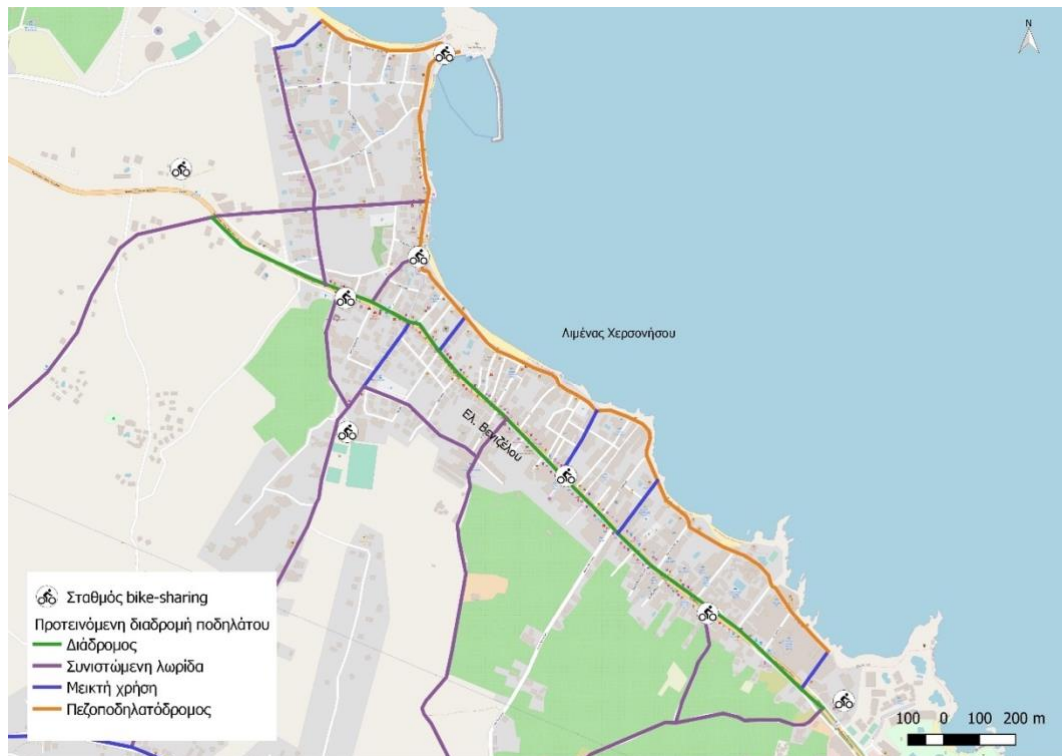 N
Λιμένας Χερσονήσου
Ελ. Βενιζέλου
Σταθμός bike-sharing
Προτεινόμενη διαδρομή ποδηλάτου
Διάδρομος
Συνιστώμενη λωρίδα
Μεικτή χρήση
Πεζοποδηλατόδρομος
100 0 100 200 m